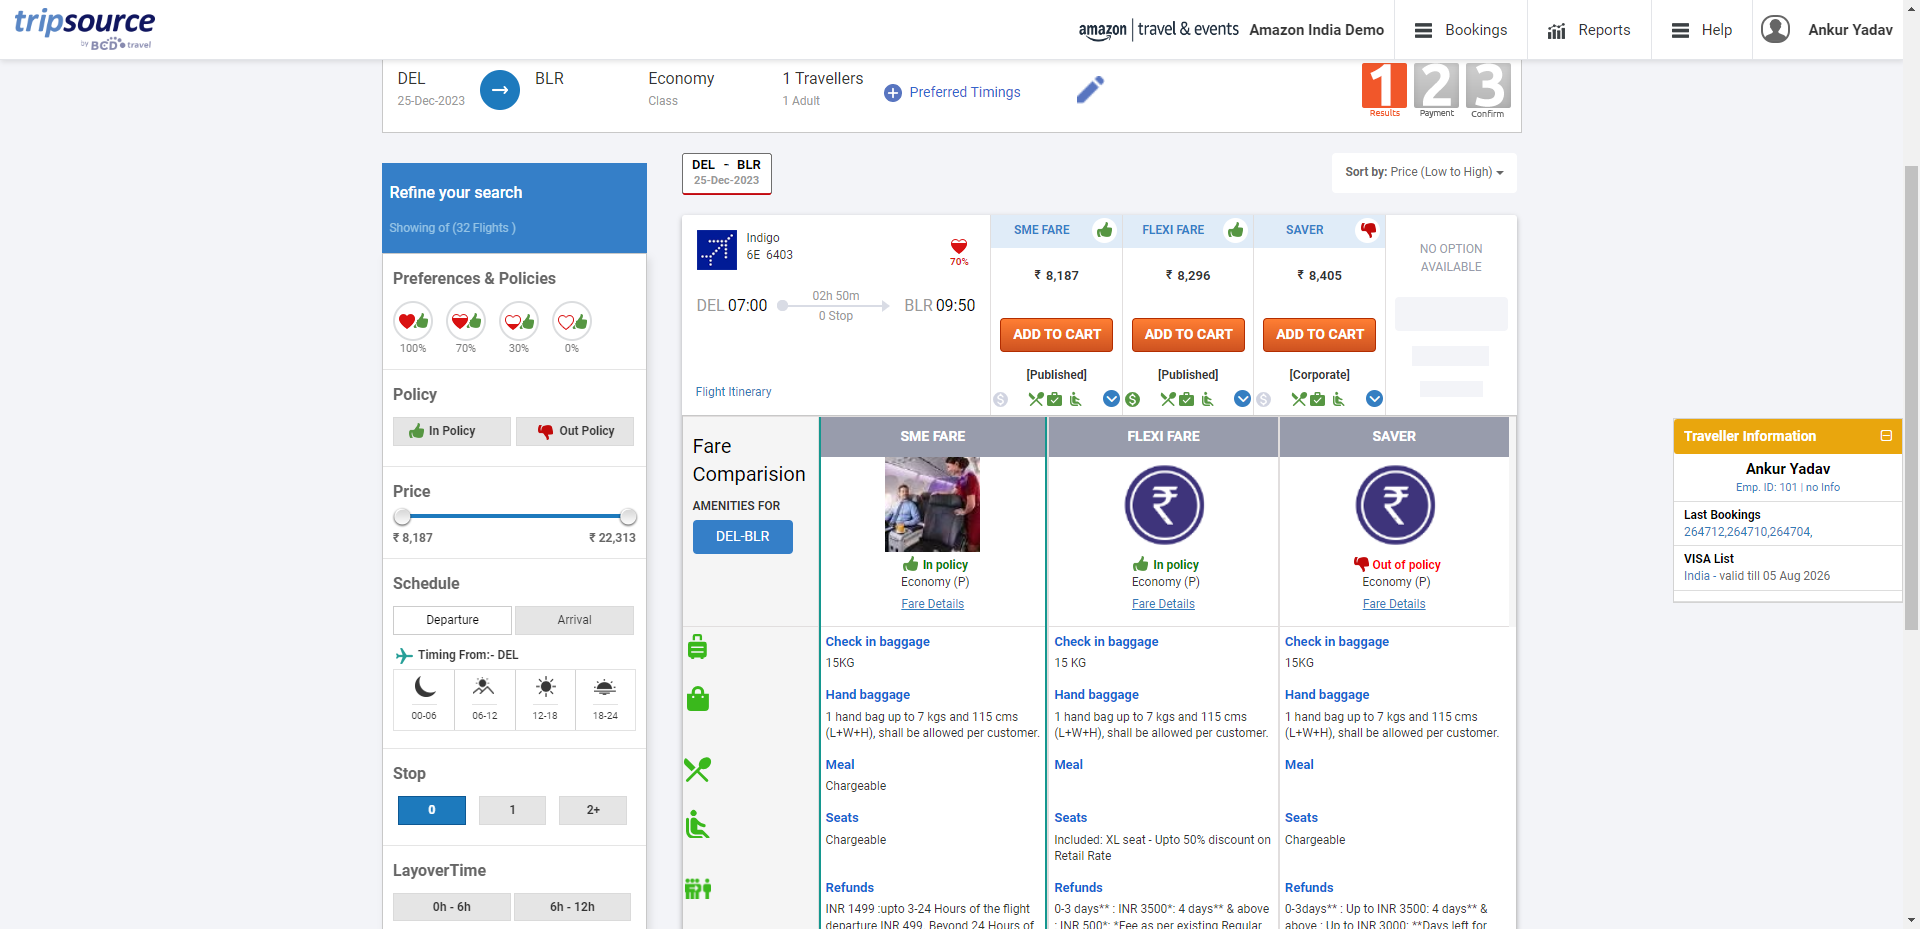 tripsource
by BCD travel
amazon | travel & events Amazon India Demo
Bookings
Reports
Help
Ankur Yadav
DEL
25-Dec-2023
BLR
Economy
Class
1 Travellers
1 Adult
Preferred Timings
1 2 3
Results Payment Confirm
Refine your search
Showing of (32 Flights )
Preferences & Policies
100% 70% 30% 0%
Policy
In Policy Out Policy
Price
₹ 8,187 ₹ 22,313
Schedule
Departure Arrival
Timing From:- DEL
00-06 06-12 12-18 18-24
Stop
0 1 2+
LayoverTime
0h - 6h 6h - 12h
DEL - BLR
25-Dec-2023
Sort by: Price (Low to High)
Indigo
6E 6403
70%
DEL 07:00
02h 50m
0 Stop
BLR 09:50
Flight Itinerary
SME FARE
₹ 8,187
ADD TO CART
[Published]
FLEXI FARE
₹ 8,296
ADD TO CART
[Published]
SAVER
₹ 8,405
ADD TO CART
[Corporate]
NO OPTION
AVAILABLE
Fare
Comparision
AMENITIES FOR
DEL-BLR
SME FARE
In policy
Economy (P)
Fare Details
Check in baggage
15KG
Hand baggage
1 hand bag up to 7 kgs and 115 cms
(L+W+H), shall be allowed per customer.
Meal
Chargeable
Seats
Chargeable
Refunds
INR 1499 :upto 3-24 Hours of the flight
departure INR 499 Beyond 24 Hours of
FLEXI FARE
In policy
Economy (P)
Fare Details
Check in baggage
15 KG
Hand baggage
1 hand bag up to 7 kgs and 115 cms
(L+W+H), shall be allowed per customer.
Meal
Seats
Included: XL seat - Upto 50% discount on
Retail Rate
Refunds
0-3 days** : INR 3500*: 4 days** & above
: INR 500*: *Fee as per existing Regular
SAVER
Out of policy
Economy (P)
Fare Details
Check in baggage
15KG
Hand baggage
1 hand bag up to 7 kgs and 115 cms
(L+W+H), shall be allowed per customer.
Meal
Seats
Chargeable
Refunds
0-3days** : Up to INR 3500: 4 days** &
above : Up to INR 3000: **Days left for
Traveller Information
Ankur Yadav
Emp. ID: 101 | no Info
Last Bookings
264712,264710,264704,
VISA List
India - valid till 05 Aug 2026